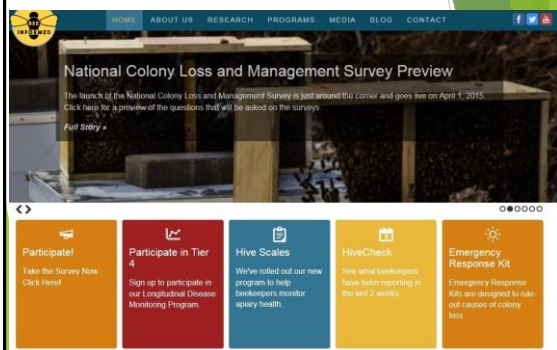 BEE
INFORMED
HOME ABOUT US RESEARCH PROGRAMS MEDIA BLOG CONTACT
National Colony Loss and Management Survey Preview
The launch of the National Colony Loss and Management Survey is just around the corner and goes live on April 1, 2015.
Click here for a preview of the questions that will be asked on the surveys.
Full Story »
Participate!
Take the Survey Now
Click Here!
Participate in Tier
4
Sign up to participate in
our Longitudinal Disease
Monitoring Program.
Hive Scales
We've rolled out our new
program to help
beekeepers monitor
apiary health.
HiveCheck
See what beekeepers
have been reporting in
the last 2 weeks.
Emergency
Response Kit
Emergency Response
Kits are designed to rule-
out causes of colony
loss.